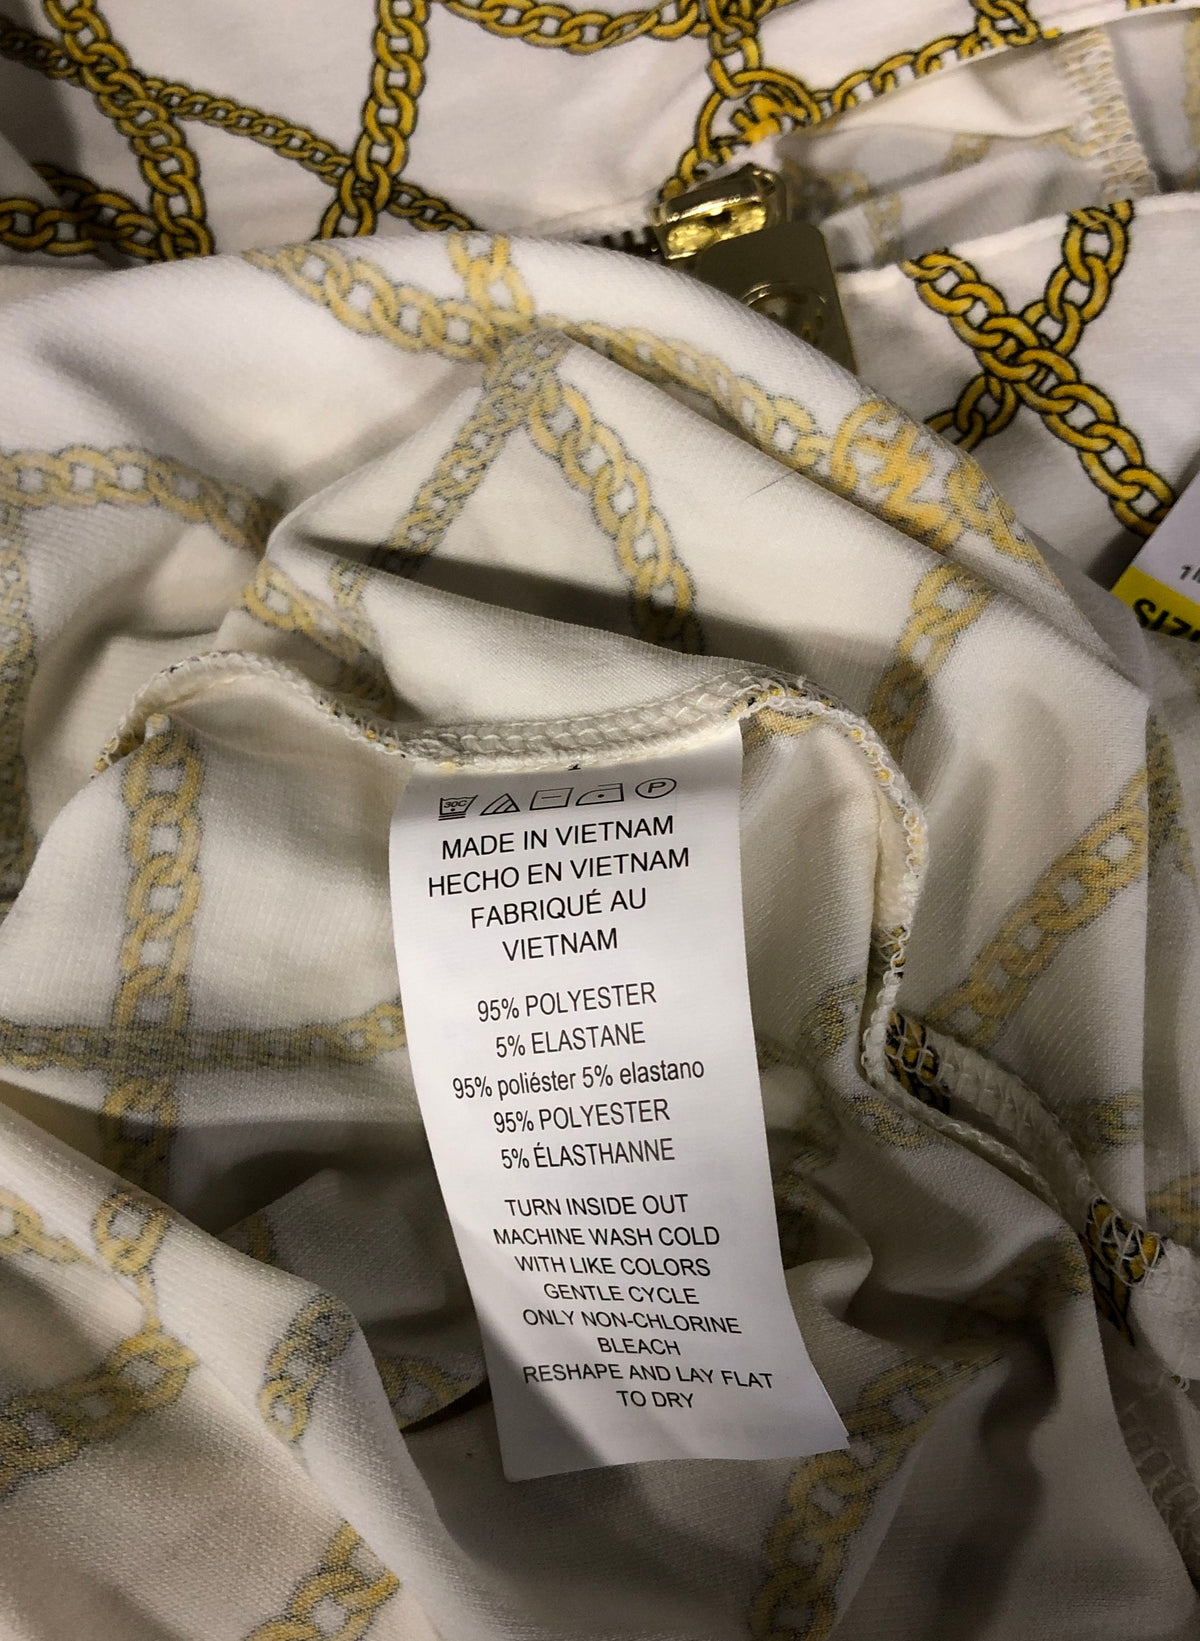 30C
P
MADE IN VIETNAM
HECHO EN VIETNAM
FABRIQUÉ AU
VIETNAM
95% POLYESTER
5% ELASTANE
95% poliéster 5% elastano
95% POLYESTER
5% ÉLASTHANNE
TURN INSIDE OUT
MACHINE WASH COLD
WITH LIKE COLORS
GENTLE CYCLE
ONLY NON-CHLORINE
BLEACH
RESHAPE AND LAY FLAT
TO DRY